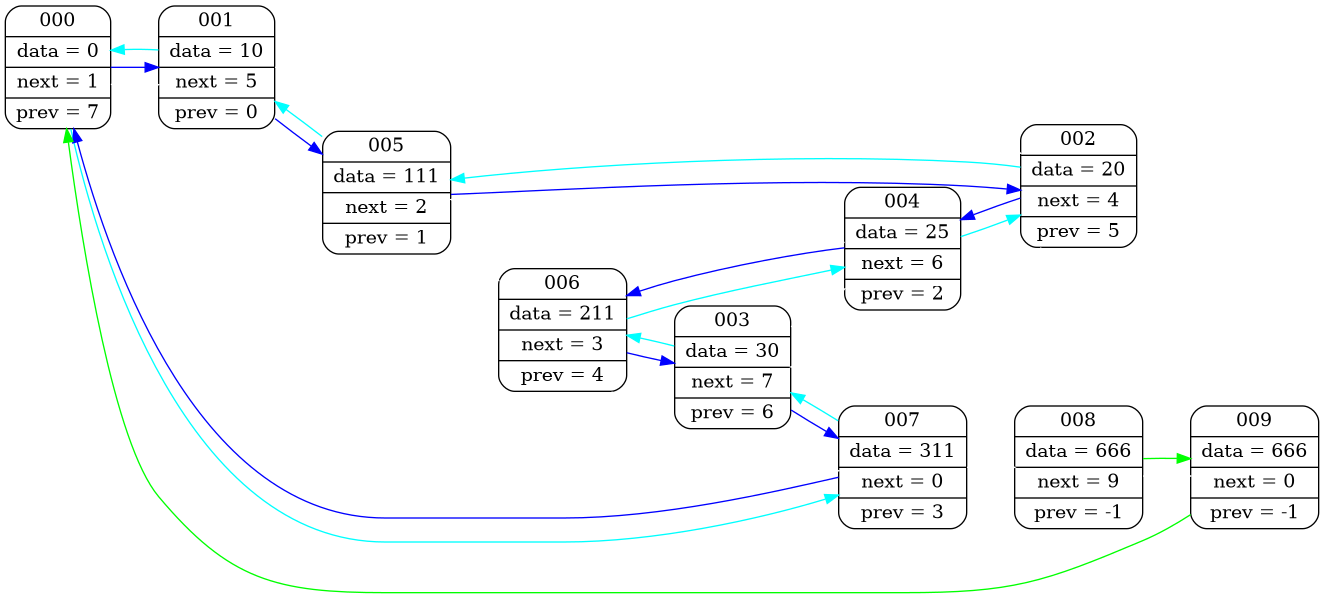 000
data = 0
next = 1
prev = 7
001
data = 10
next = 5
prev = 0
005
data = 111
next = 2
prev = 1
002
data = 20
next = 4
prev = 5
004
data = 25
next = 6
prev = 2
006
data = 211
next = 3
prev = 4
003
data = 30
next = 7
prev = 6
007
data = 311
next = 0
prev = 3
008
data = 666
next = 9
prev = -1
009
data = 666
next = 0
prev = -1